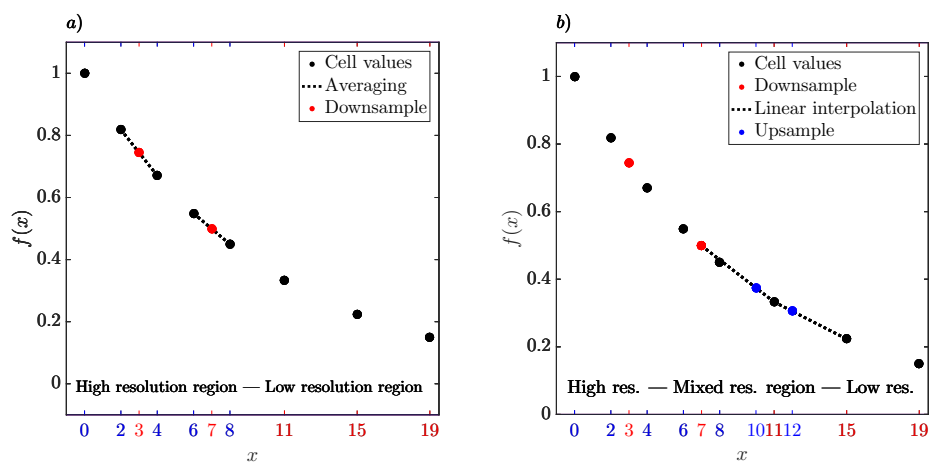 a)
Cell values
Averaging
Downsample
f(x)
1
0.8
0.6
0.4
0.2
0
High resolution region — Low resolution region
0 2 3 4 6 7 8 11 15 19
x
b)
Cell values
Downsample
Linear interpolation
Upsample
f(x)
1
0.8
0.6
0.4
0.2
0
High res. — Mixed res. region — Low res.
0 2 3 4 6 7 8 10 11 12 15 19
x